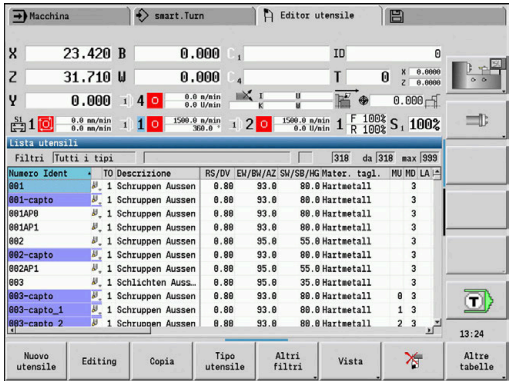 Macchina smart.Turn Editor utensile
X 23.420 B 0.000 C 1 ID 0
Z 31.710 W 0.000 C 4 T 0 X 0.0000 Z 0.0000
Y 0.000 4 0 0.0 m/min 0.0 U/min I U K W 0.000
S1 1 0 0.0 mm/min 0.0 mm/min 1 0 1500.0 m/min 360.0 ° 2 0 1500.0 m/min 0.0 U/min 1 F 100% R 100% S 1 100%
Lista utensili
Filtri Tutti i tipi 318 da 318 max 999
Numero Ident TO Descrizione RS/DV EW/BW/AZ SW/SB/HG Mater. tagl. MU MD LA
001 1 Schruppen Aussen 0.80 93.0 80.0 Hartmetall 3
001-capto 1 Schruppen Aussen 0.80 93.0 80.0 Hartmetall 3
001AP0 1 Schruppen Aussen 0.80 93.0 80.0 Hartmetall 3
001AP1 1 Schruppen Aussen 0.80 93.0 80.0 Hartmetall 3
002 1 Schruppen Aussen 0.80 95.0 55.0 Hartmetall 3
002-capto 1 Schruppen Aussen 0.80 93.0 80.0 Hartmetall 3
002AP1 1 Schruppen Aussen 0.80 95.0 55.0 Hartmetall 3
003 1 Schlichten Auss… 0.80 95.0 35.0 Hartmetall 3
003-capto 1 Schruppen Aussen 0.80 93.0 80.0 Hartmetall 0 3
003-capto_1 1 Schruppen Aussen 0.80 93.0 80.0 Hartmetall 1 3
003-capto_2 1 Schruppen Aussen 0.80 93.0 80.0 Hartmetall 2 3
T
13:24
Nuovo utensile Editing Copia Tipo utensile Altri filtri Vista Altre tabelle